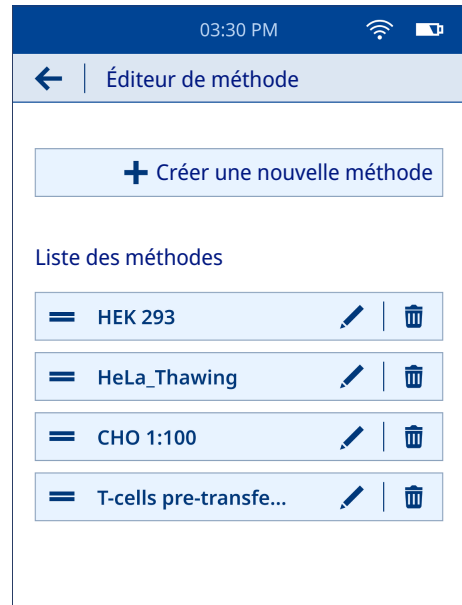 03:30 PM
Éditeur de méthode
Créer une nouvelle méthode
Liste des méthodes
HEK 293
HeLa_Thawing
CHO 1:100
T-cells pre-transfe...